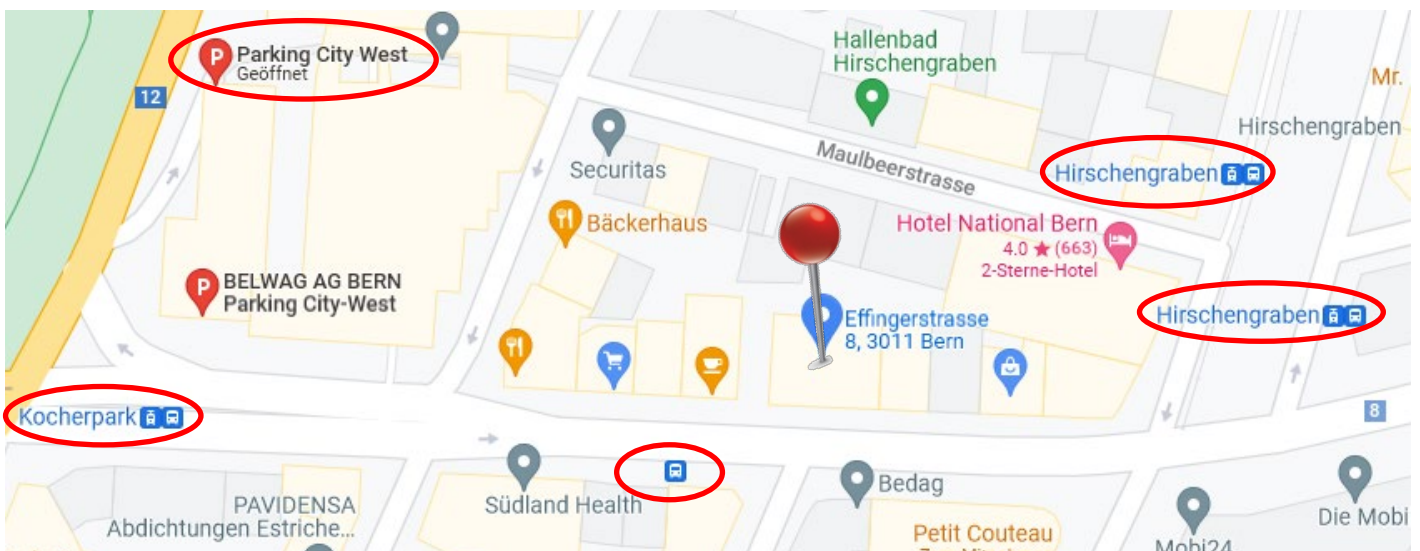 Parking City West
Geöffnet
12
Hallenbad
Hirschengraben
Mr.
Hirschengraben
Securitas
Maulbeerstrasse
Hirschengraben
Bäckerhaus
Hotel National Bern
4.0 ★ (663)
2-Sterne-Hotel
BELWAG AG BERN
Parking City-West
Effingerstrasse
8, 3011 Bern
Hirschengraben
Kocherpark
8
Südland Health
Bedag
PAVIDENSA
Abdichtungen Estriche...
Petit Couteau
Die Mobi
Mobi24